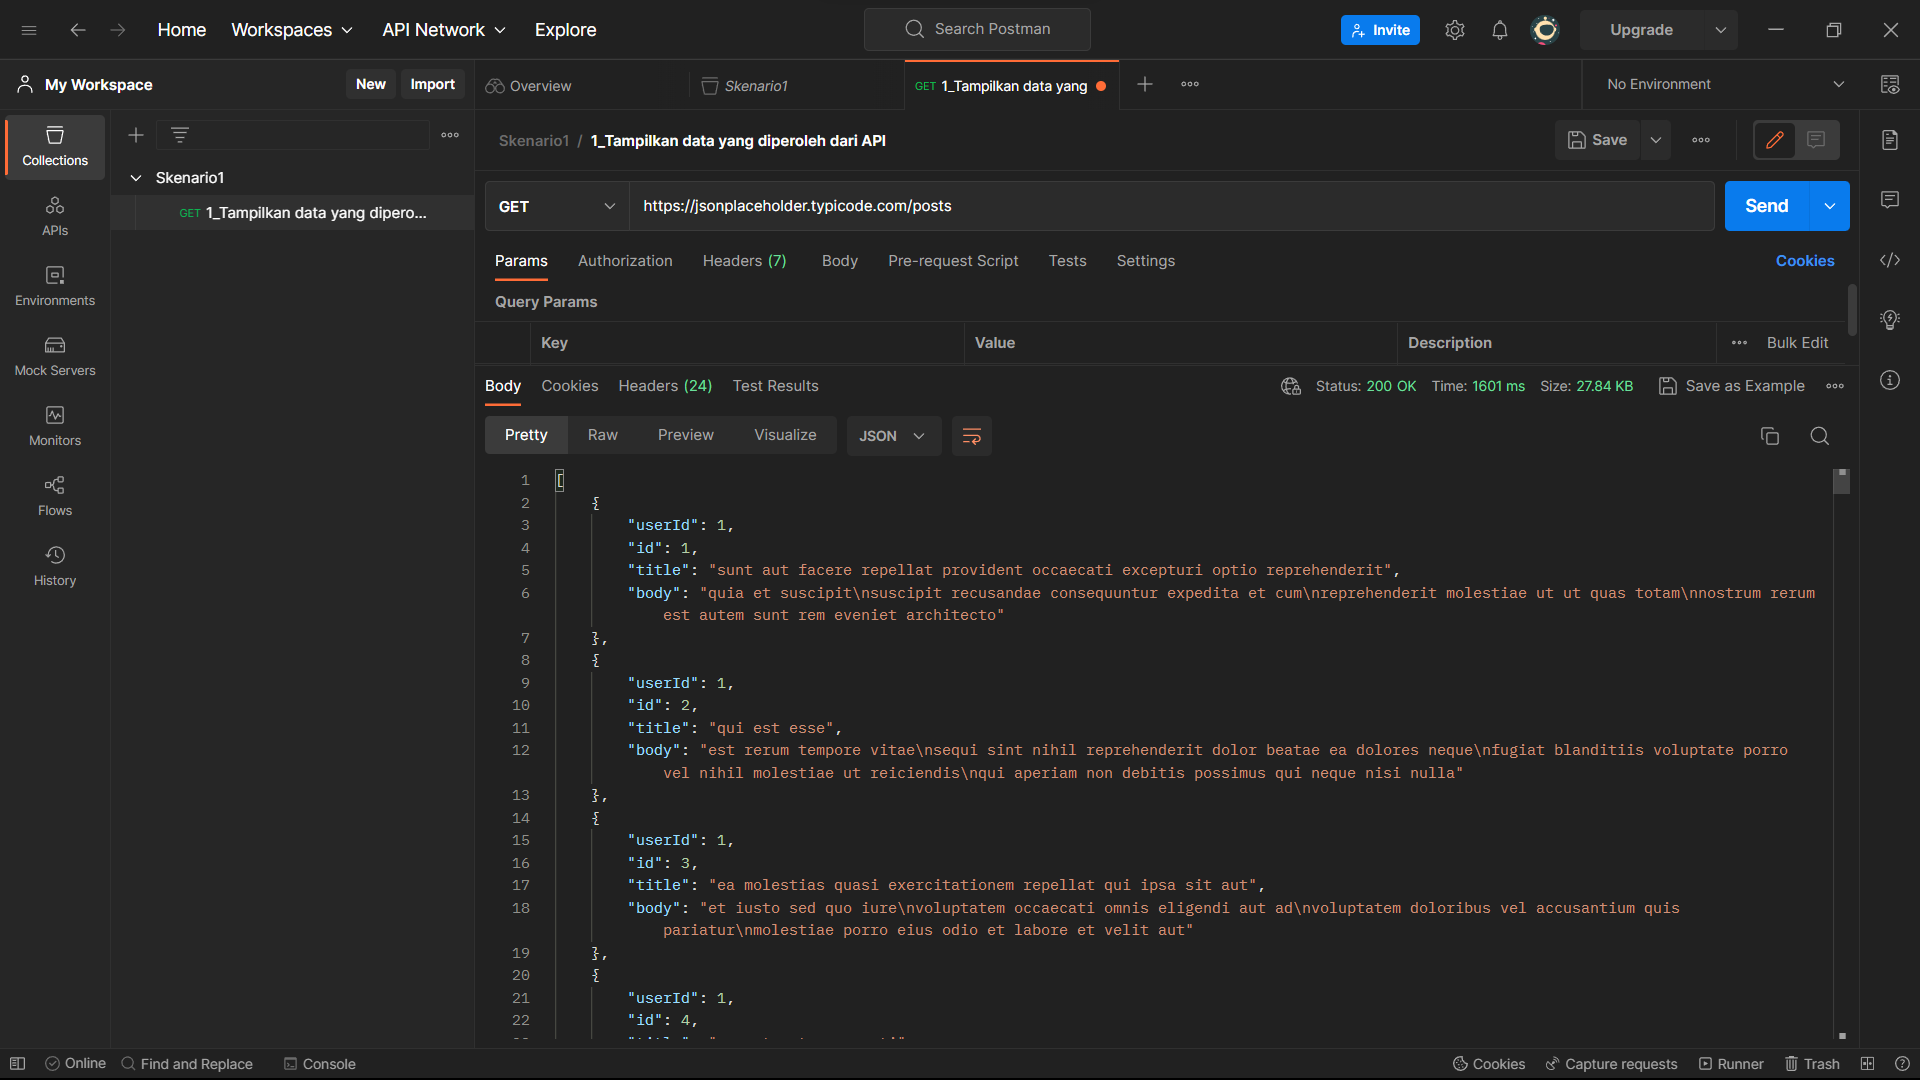 Home Workspaces API Network Explore Search Postman Invite Upgrade
My Workspace New Import Overview Skenario1 GET 1_Tampilkan data yang No Environment
Collections
APIs
Environments
Mock Servers
Monitors
Flows
History
Skenario1
GET 1_Tampilkan data yang dipero...
Skenario1 / 1_Tampilkan data yang diperoleh dari API Save
GET https://jsonplaceholder.typicode.com/posts Send
Params Authorization Headers (7) Body Pre-request Script Tests Settings Cookies
Query Params
Key Value Description Bulk Edit
Body Cookies Headers (24) Test Results Status: 200 OK Time: 1601 ms Size: 27.84 KB Save as Example
Pretty Raw Preview Visualize JSON
1 [
2 {
3 "userId": 1,
4 "id": 1,
5 "title": "sunt aut facere repellat provident occaecati excepturi optio reprehenderit",
6 "body": "quia et suscipit\nsuscipit recusandae consequuntur expedita et cum\nreprehenderit molestiae ut ut quas totam\nnostrum rerum
est autem sunt rem eveniet architecto"
7 },
8 {
9 "userId": 1,
10 "id": 2,
11 "title": "qui est esse",
12 "body": "est rerum tempore vitae\nsequi sint nihil reprehenderit dolor beatae ea dolores neque\nfugiat blanditiis voluptate porro
vel nihil molestiae ut reiciendis\nqui aperiam non debitis possimus qui neque nisi nulla"
13 },
14 {
15 "userId": 1,
16 "id": 3,
17 "title": "ea molestias quasi exercitationem repellat qui ipsa sit aut",
18 "body": "et iusto sed quo iure\nvoluptatem occaecati omnis eligendi aut ad\nvoluptatem doloribus vel accusantium quis
pariatur\nmolestiae porro eius odio et labore et velit aut"
19 },
20 {
21 "userId": 1,
22 "id": 4,
Online Find and Replace Console Cookies Capture requests Runner Trash